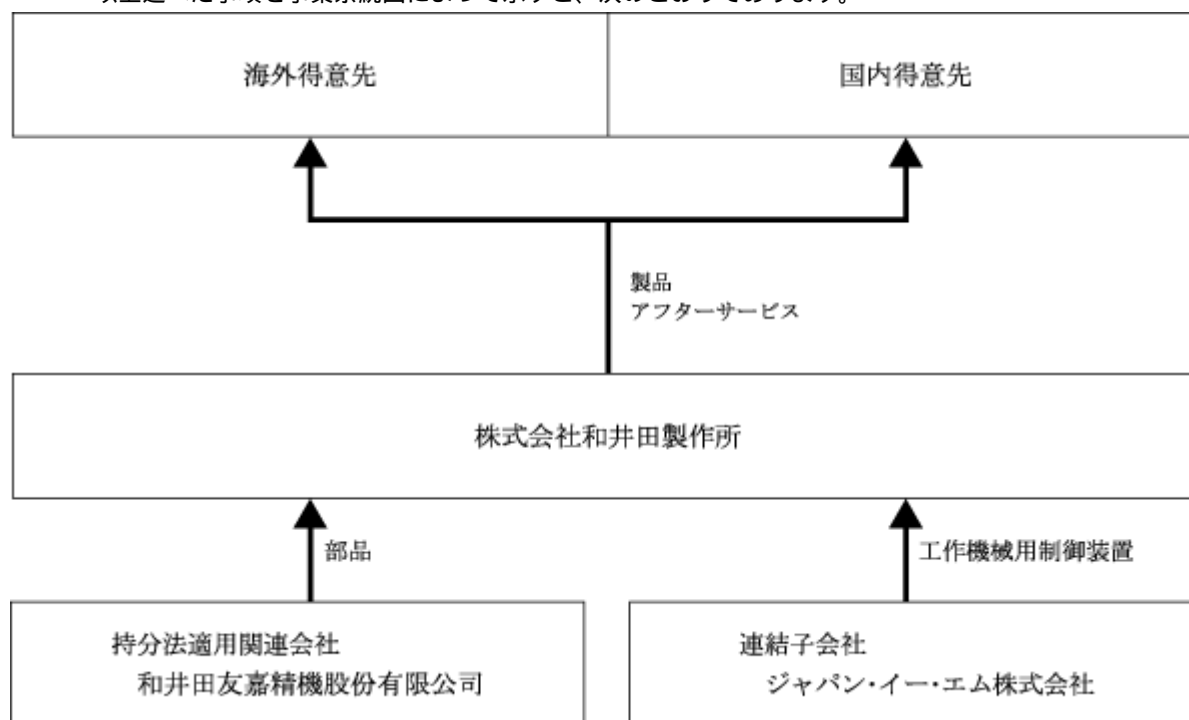 海外得意先
国内得意先
製品
アフターサービス
株式会社和井田製作所
部品
工作機械用制御装置
持分法適用関連会社
和井田友嘉精機股份有限公司
連結子会社
ジャパン・イー・エム株式会社